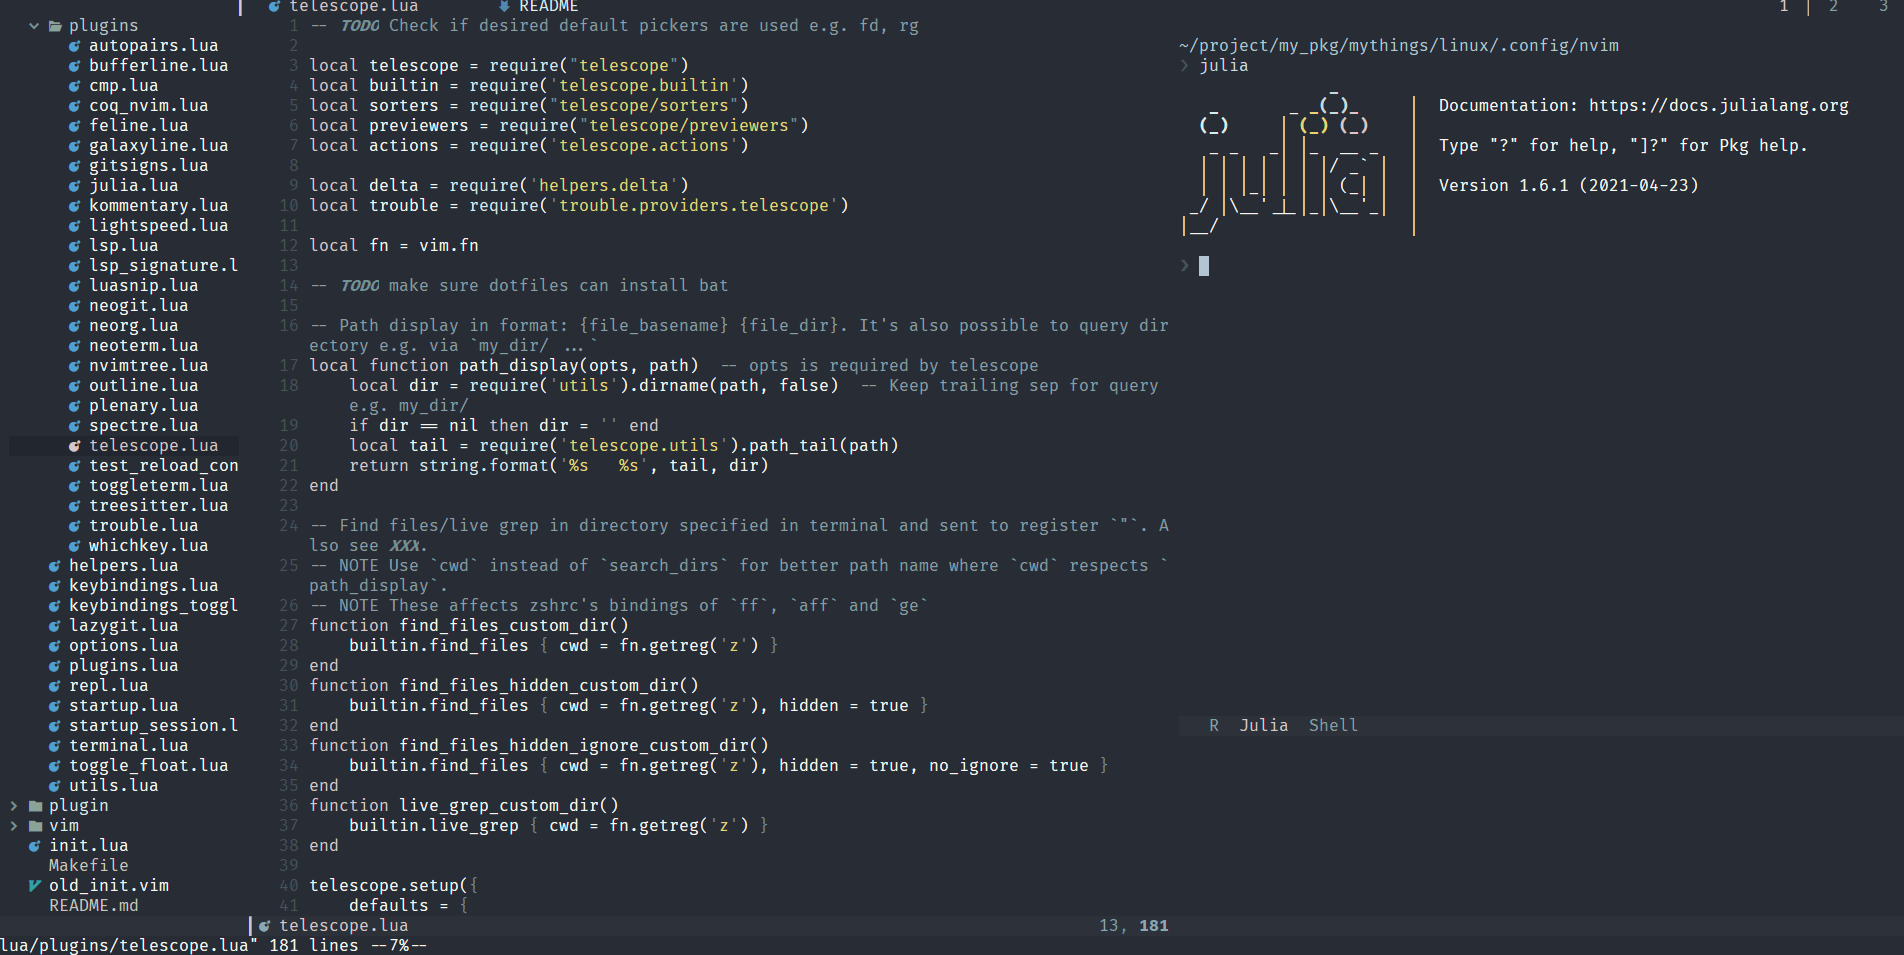 telescope.lua README 1 2 3
plugins
autopairs.lua
bufferline.lua
cmp.lua
coq_nvim.lua
feline.lua
galaxyline.lua
gitsigns.lua
julia.lua
kommentary.lua
lightspeed.lua
lsp.lua
lsp_signature.l
luasnip.lua
neogit.lua
neorg.lua
neoterm.lua
nvimtree.lua
outline.lua
plenary.lua
spectre.lua
telescope.lua
test_reload_con
toggleterm.lua
treesitter.lua
trouble.lua
whichkey.lua
helpers.lua
keybindings.lua
keybindings_toggl
lazygit.lua
options.lua
plugins.lua
repl.lua
startup.lua
startup_session.l
terminal.lua
toggle_float.lua
utils.lua
plugin
vim
init.lua
Makefile
old_init.vim
README.md
1 -- TODO Check if desired default pickers are used e.g. fd, rg
2
3 local telescope = require("telescope")
4 local builtin = require('telescope.builtin')
5 local sorters = require("telescope/sorters")
6 local previewers = require("telescope/previewers")
7 local actions = require('telescope.actions')
8
9 local delta = require('helpers.delta')
10 local trouble = require('trouble.providers.telescope')
11
12 local fn = vim.fn
13
14 -- TODO make sure dotfiles can install bat
15
16 -- Path display in format: {file_basename} {file_dir}. It's also possible to query dir
ectory e.g. via `my_dir/ ...`
17 local function path_display(opts, path)  -- opts is required by telescope
18     local dir = require('utils').dirname(path, false)  -- Keep trailing sep for query
e.g. my_dir/
19     if dir == nil then dir = '' end
20     local tail = require('telescope.utils').path_tail(path)
21     return string.format('%s   %s', tail, dir)
22 end
23
24 -- Find files/live grep in directory specified in terminal and sent to register `"`. A
lso see XXX.
25 -- NOTE Use `cwd` instead of `search_dirs` for better path name where `cwd` respects `
path_display`.
26 -- NOTE These affects zshrc's bindings of `ff`, `aff` and `ge`
27 function find_files_custom_dir()
28     builtin.find_files { cwd = fn.getreg('z') }
29 end
30 function find_files_hidden_custom_dir()
31     builtin.find_files { cwd = fn.getreg('z'), hidden = true }
32 end
33 function find_files_hidden_ignore_custom_dir()
34     builtin.find_files { cwd = fn.getreg('z'), hidden = true, no_ignore = true }
35 end
36 function live_grep_custom_dir()
37     builtin.live_grep { cwd = fn.getreg('z') }
38 end
39
40 telescope.setup({
41     defaults = {
telescope.lua 13, 181
lua/plugins/telescope.lua" 181 lines --7%--
~/project/my_pkg/mythings/linux/.config/nvim
❯ julia
Documentation: https://docs.julialang.org
Type "?" for help, "]?" for Pkg help.
Version 1.6.1 (2021-04-23)
❯
R Julia Shell